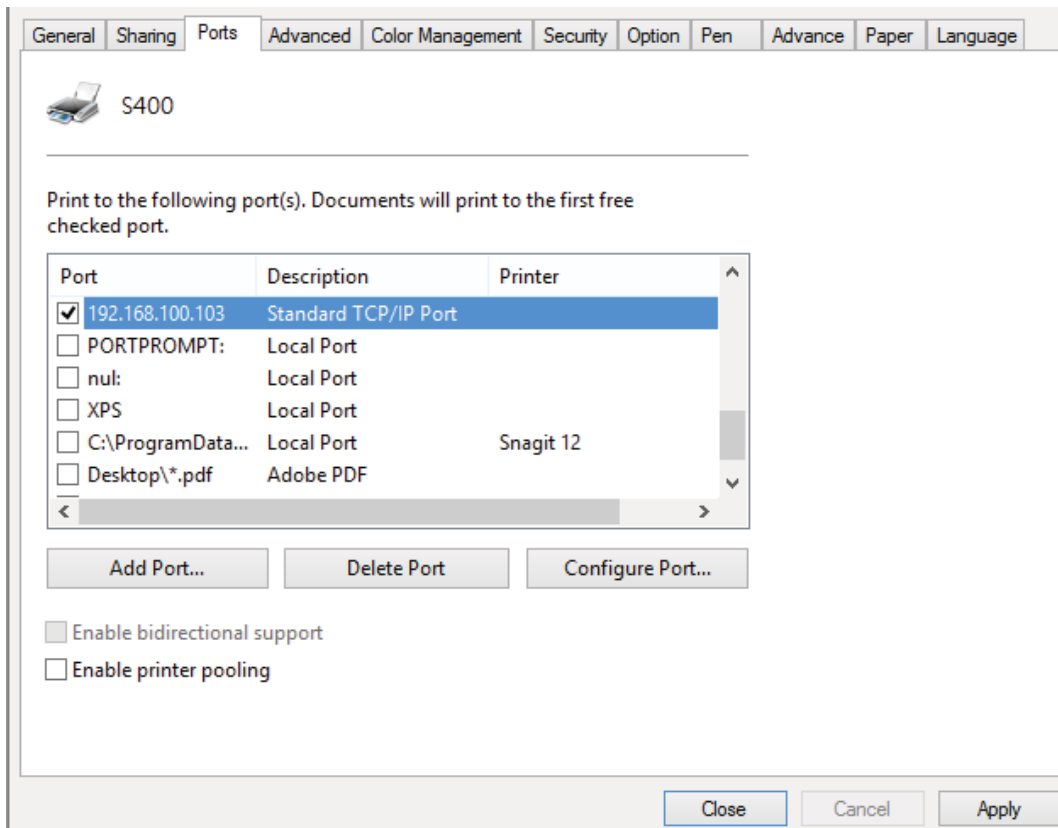 General Sharing Ports Advanced Color Management Security Option Pen Advance Paper Language
S400
Print to the following port(s). Documents will print to the first free
checked port.
Port Description Printer
192.168.100.103 Standard TCP/IP Port
PORTPROMPT: Local Port
nul: Local Port
XPS Local Port
C:\ProgramData... Local Port Snagit 12
Desktop\*.pdf Adobe PDF
Add Port... Delete Port Configure Port...
Enable bidirectional support
Enable printer pooling
Close Cancel Apply